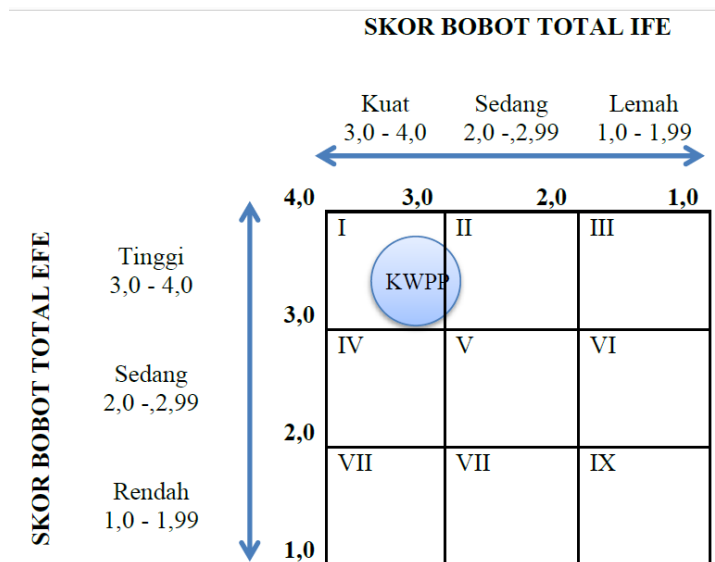 SKOR BOBOT TOTAL IFE
Kuat Sedang Lemah
3,0 - 4,0 2,0 -,2,99 1,0 - 1,99
4,0 3,0 2,0 1,0
SKOR BOBOT TOTAL EFE
I II III
Tinggi
3,0 - 4,0
KWPP
3,0
IV V VI
Sedang
2,0 -,2,99
2,0
VII VII IX
Rendah
1,0 - 1,99
1,0